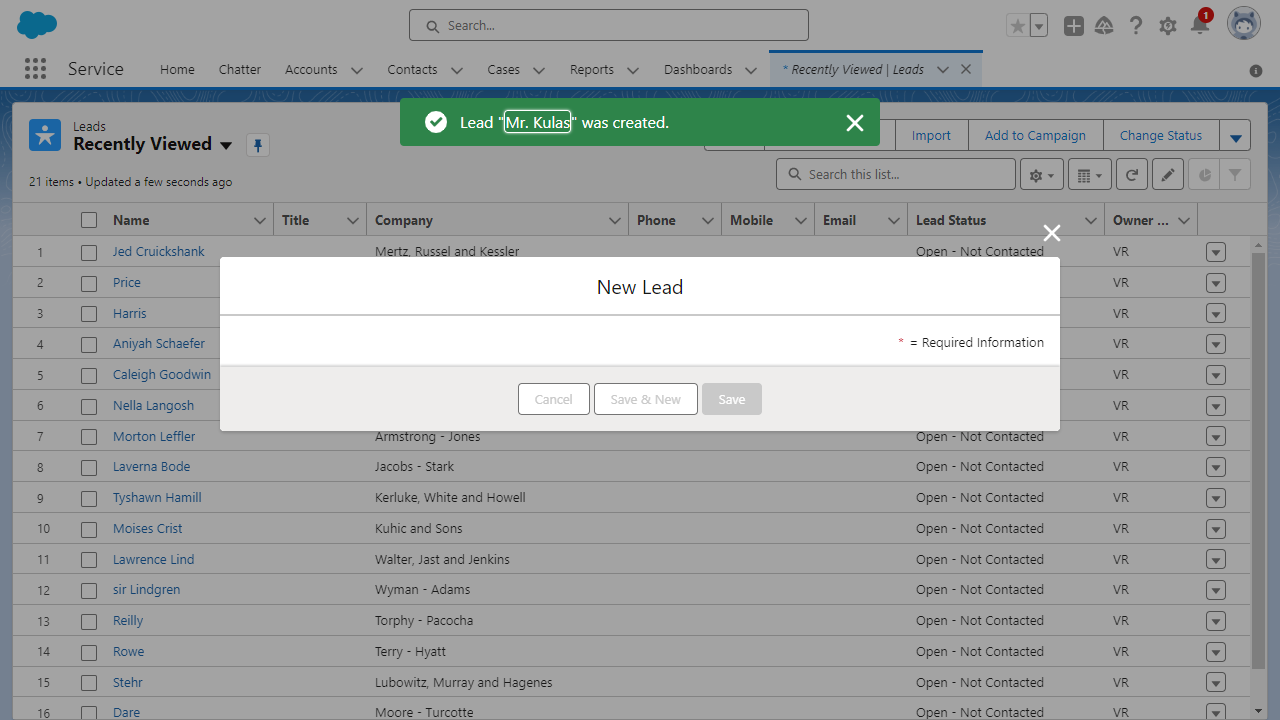 Search...
1
Service
Home
Chatter
Accounts
Contacts
Cases
Reports
Dashboards
* Recently Viewed | Leads
Lead "Mr. Kulas" was created.
Leads
Recently Viewed
Import
Add to Campaign
Change Status
21 items • Updated a few seconds ago
Search this list...
Name
Title
Company
Phone
Mobile
Email
Lead Status
Owner ...
1 Jed Cruickshank Mertz, Russel and Kessler Open - Not Contacted VR
2 Price VR
3 Harris VR
4 Aniyah Schaefer VR
5 Caleigh Goodwin VR
6 Nella Langosh VR
New Lead
* = Required Information
Cancel
Save & New
Save
7 Morton Leffler Armstrong - Jones Open - Not Contacted VR
8 Laverna Bode Jacobs - Stark Open - Not Contacted VR
9 Tyshawn Hamill Kerluke, White and Howell Open - Not Contacted VR
10 Moises Crist Kuhic and Sons Open - Not Contacted VR
11 Lawrence Lind Walter, Jast and Jenkins Open - Not Contacted VR
12 sir Lindgren Wyman - Adams Open - Not Contacted VR
13 Reilly Torphy - Pacocha Open - Not Contacted VR
14 Rowe Terry - Hyatt Open - Not Contacted VR
15 Stehr Lubowitz, Murray and Hagenes Open - Not Contacted VR
16 Dare Moore - Turcotte Open - Not Contacted VR